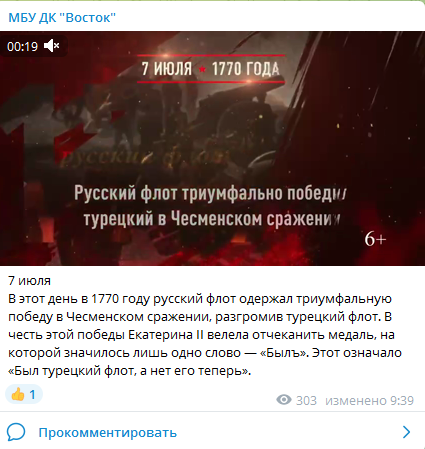 МБУ ДК "Восток"
00:19
7 ИЮЛЯ ★ 1770 ГОДА
русский флот
Русский флот триумфально победи
турецкий в Чесменском сражении
6+
7 июля
В этот день в 1770 году русский флот одержал триумфальную
победу в Чесменском сражении, разгромив турецкий флот. В
честь этой победы Екатерина II велела отчеканить медаль, на
которой значилось лишь одно слово — «Былъ». Этот означало
«Был турецкий флот, а нет его теперь».
👍 1
303 изменено 9:39
Прокомментировать